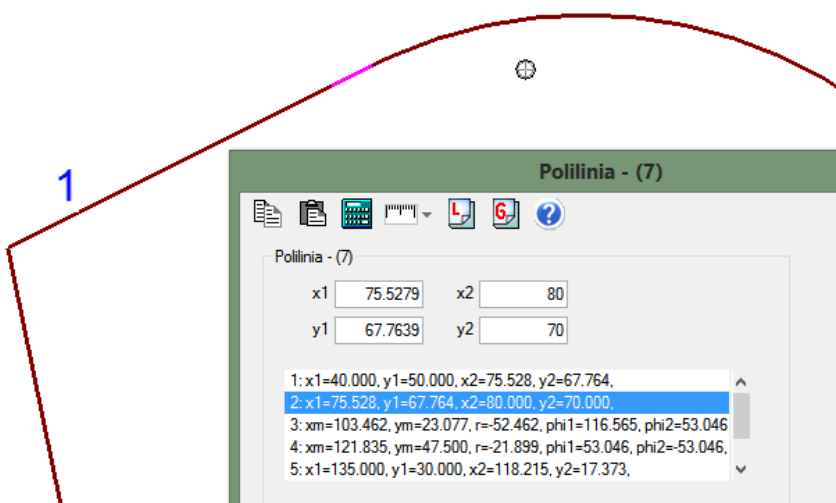 1
Polilinia - (7)
L G ?
Polilinia - (7)
x1 75.5279 x2 80
y1 67.7639 y2 70
1: x1=40.000, y1=50.000, x2=75.528, y2=67.764,
2: x1=75.528, y1=67.764, x2=80.000, y2=70.000,
3: xm=103.462, ym=23.077, r=-52.462, phi1=116.565, phi2=53.046
4: xm=121.835, ym=47.500, r=-21.899, phi1=53.046, phi2=-53.046,
5: x1=135.000, y1=30.000, x2=118.215, y2=17.373,